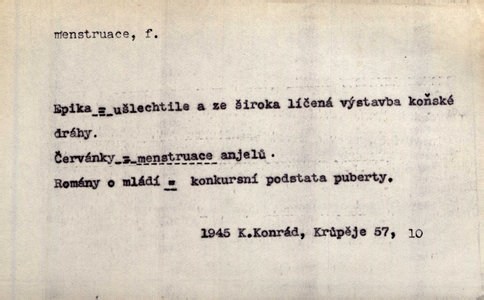 menstruace, f.
Epika = ušlechtile a ze široka líčená výstavba koňské
dráhy.
Červánky = menstruace anjelů.
Romány o mládí = konkursní podstata puberty.
1945 K.Konrád, Krůpěje 57, 10